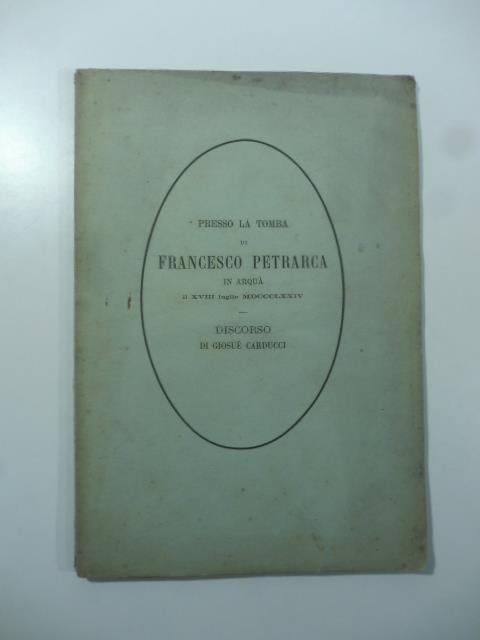 PRESSO LA TOMBA
DI
FRANCESCO PETRARCA
IN ARQUÀ
il XVIII luglio MDCCCLXXIV
DISCORSO
DI GIOSUÈ CARDUCCI